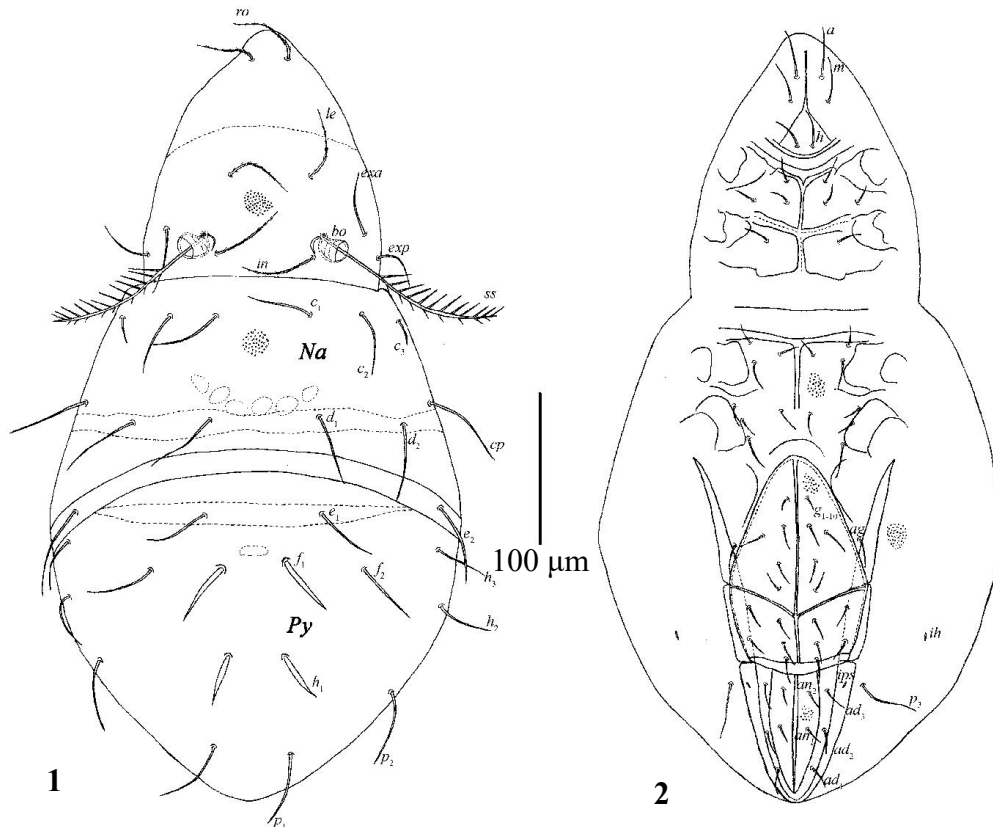 ro
le
exa
bo
exp
in
ss
c1
c2
c3
Na
d1
d2
cp
e1
e2
f1
f2
h3
h2
Py
h1
p2
p1
1
100 µm
a
m
h
g1-10
ag
ih
ips
an2
ad3
p3
an1
ad2
ad1
2